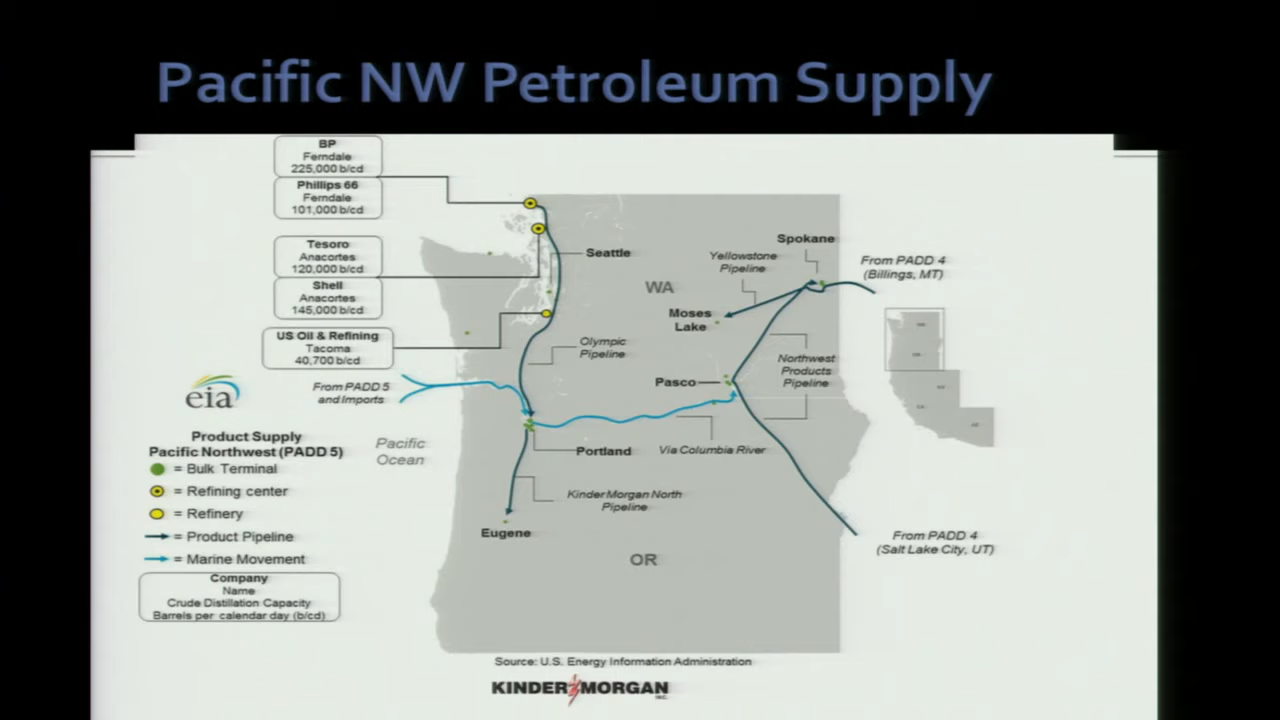 Pacific NW Petroleum Supply
BP
Ferndale
225,000 b/cd
Phillips 66
Ferndale
101,000 b/cd
Tesoro
Anacortes
120,000 b/cd
Shell
Anacortes
145,000 b/cd
US Oil & Refining
Tacoma
40,700 b/cd
From PADD 5
and Imports
Seattle
WA
Yellowstone
Pipeline
Spokane
From PADD 4
(Billings, MT)
Moses
Lake
Olympic
Pipeline
Pasco
Northwest
Products
Pipeline
Pacific
Ocean
Portland
Via Columbia River
Kinder Morgan North
Pipeline
Eugene
OR
From PADD 4
(Salt Lake City, UT)
eia
Product Supply
Pacific Northwest (PADD 5)
= Bulk Terminal
= Refining center
= Refinery
= Product Pipeline
= Marine Movement
Company
Name
Crude Distillation Capacity
Barrels per calendar day (b/cd)
Source: U.S. Energy Information Administration
KINDER MORGAN
INC.